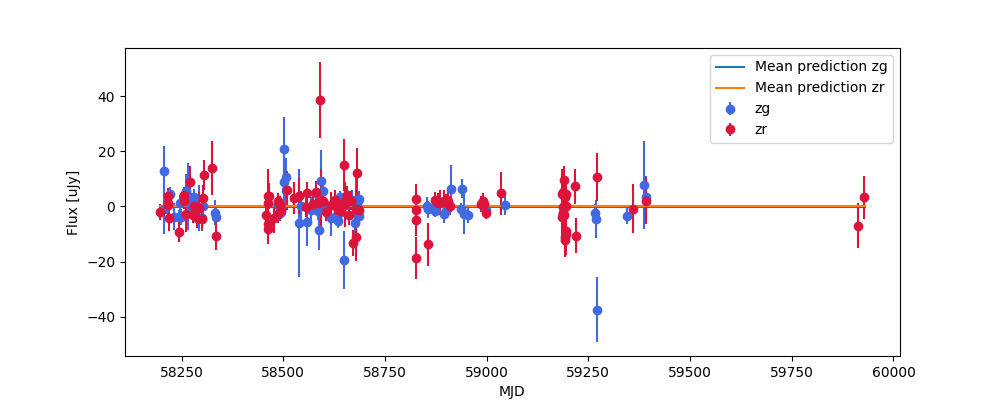 Mean prediction zg
Mean prediction zr
zg
zr
Flux [uJy]
40
20
0
−20
−40
58250
58500
58750
59000
59250
59500
59750
60000
MJD